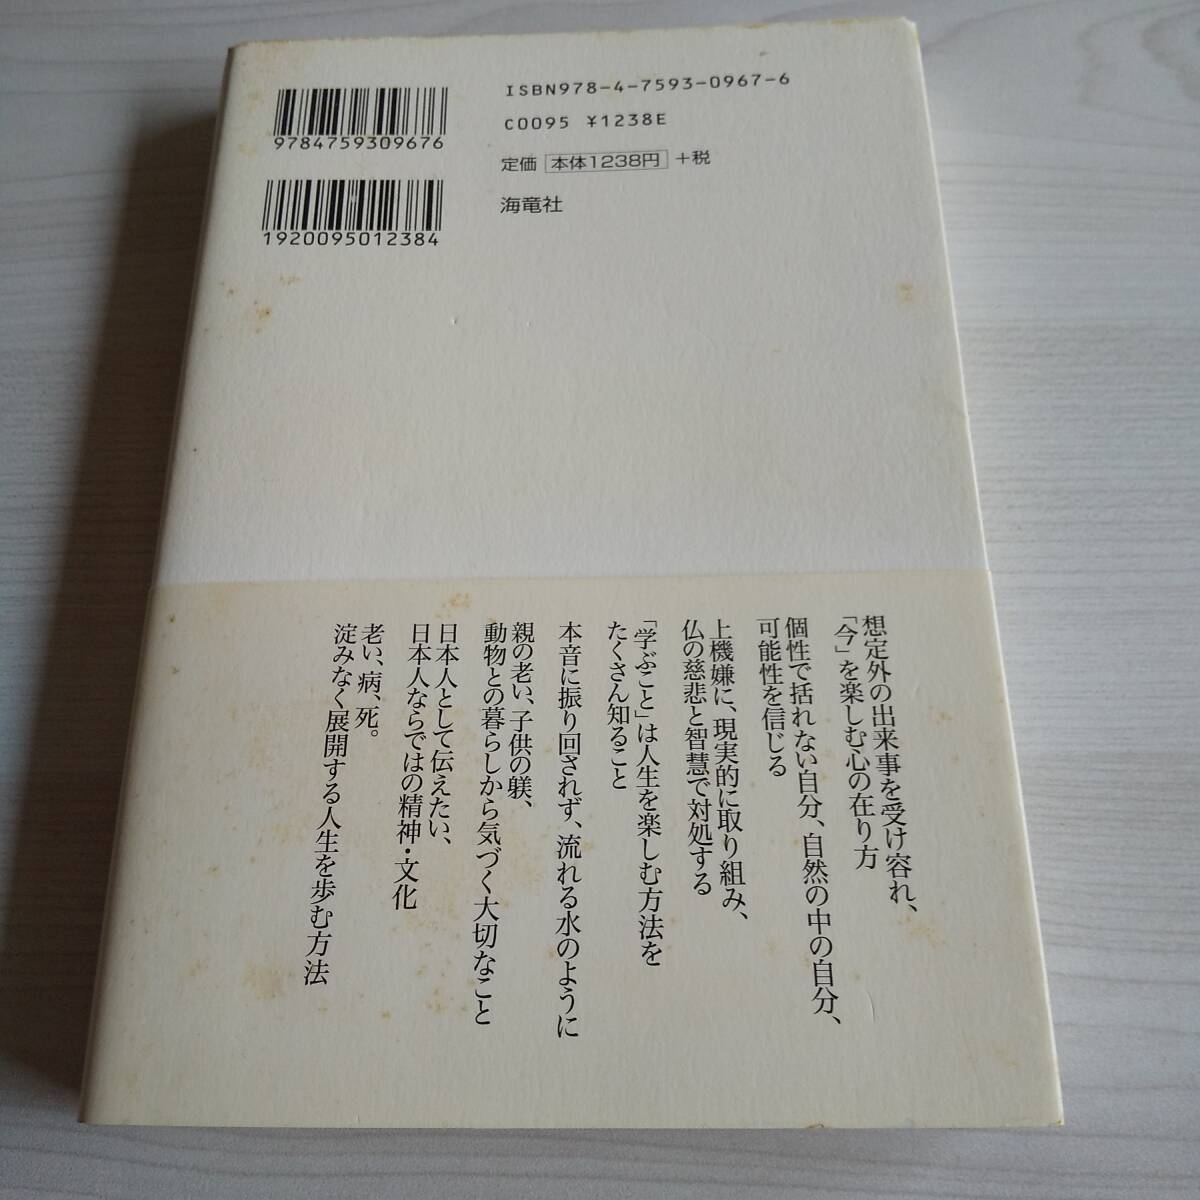 ISBN978-4-7593-0967-6
C0095 ¥1238E
定価 本体1238円 +税
海竜社
9784759309676
1920095012384
想定外の出来事を受け容れ、
「今」を楽しむ心の在り方
個性で括れない自分、自然の中の自分、
可能性を信じる
上機嫌に、現実的に取り組み、
仏の慈悲と智慧で対処する
「学ぶこと」は人生を楽しむ方法を
たくさん知ること
本音に振り回されず、流れる水のように
親の老い、子供の躾、
動物との暮らしから気づく大切なこと
日本人として伝えたい、
日本人ならではの精神・文化
老い、病、死。
淀みなく展開する人生を歩む方法